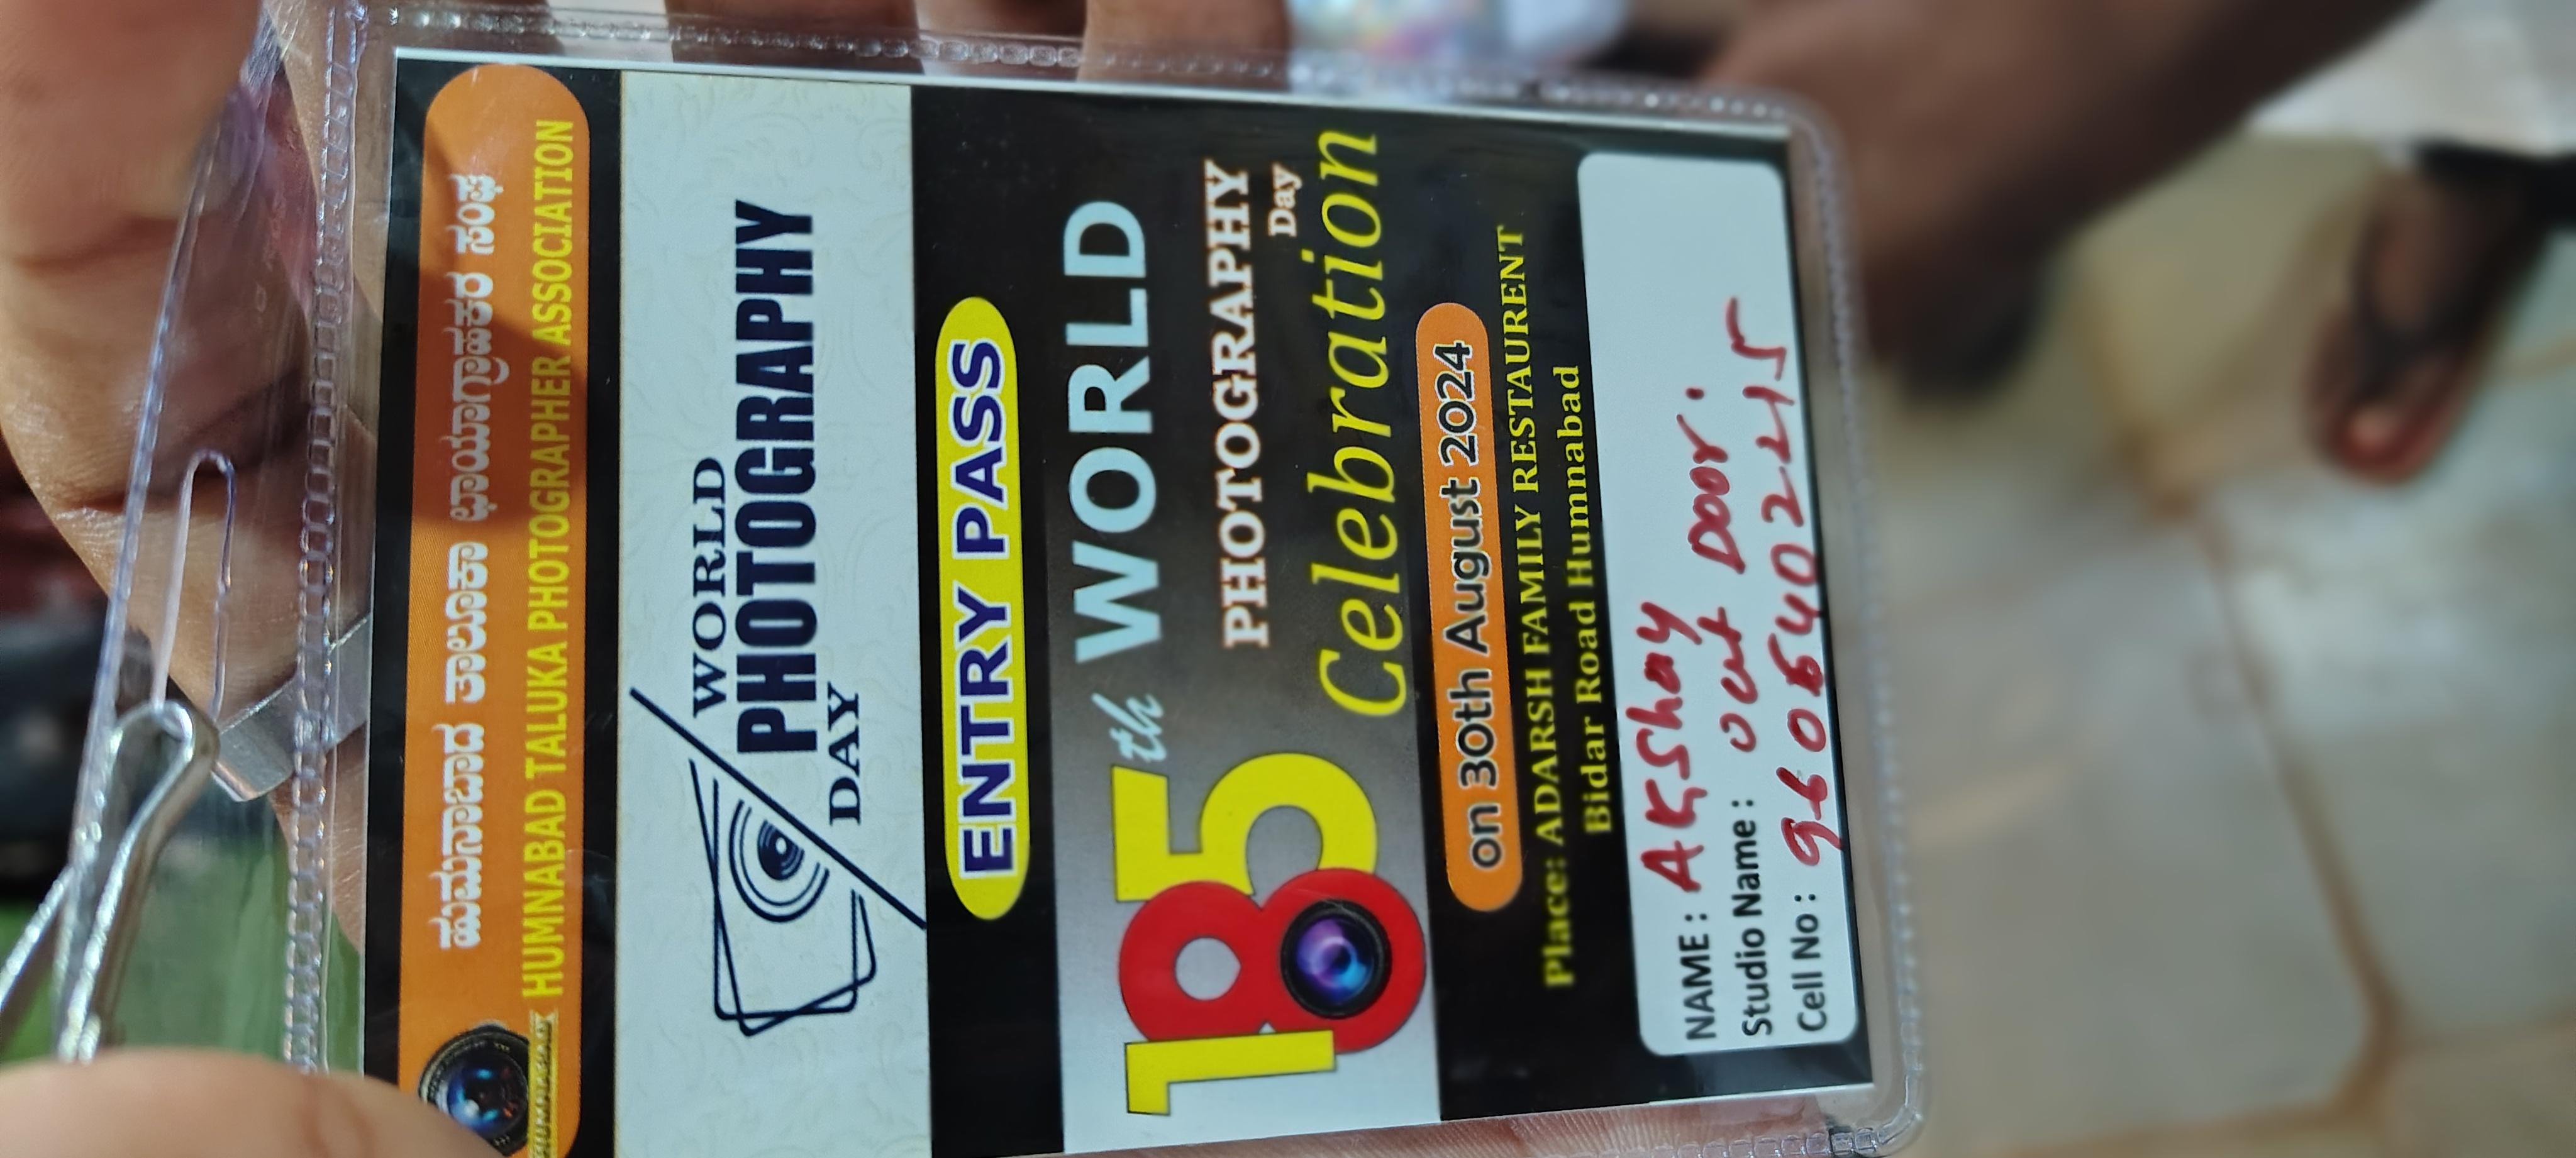 ಹುಮನಾಬಾದ ತಾಲೂಕಾ ಛಾಯಾಗ್ರಾಹಕರ ಸಂಘ
HUMNABAD TALUKA PHOTOGRAPHER ASSOCIATION
HUMNABAD
WORLD
PHOTOGRAPHY
DAY
ENTRY PASS
185th WORLD
PHOTOGRAPHY
Day
Celebration
on 30th August 2024
Place: ADARSH FAMILY RESTAURENT
Bidar Road Humnabad
NAME : AKShay
Studio Name : out Door.
Cell No :